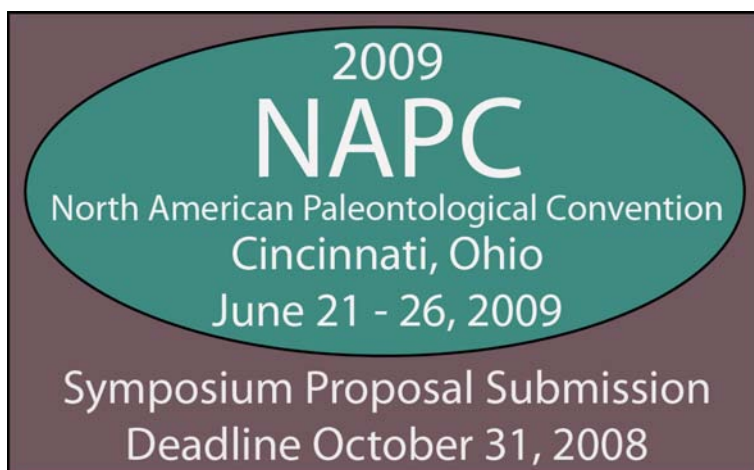 2009
NAPC
North American Paleontological Convention
Cincinnati, Ohio
June 21 - 26, 2009
Symposium Proposal Submission
Deadline October 31, 2008